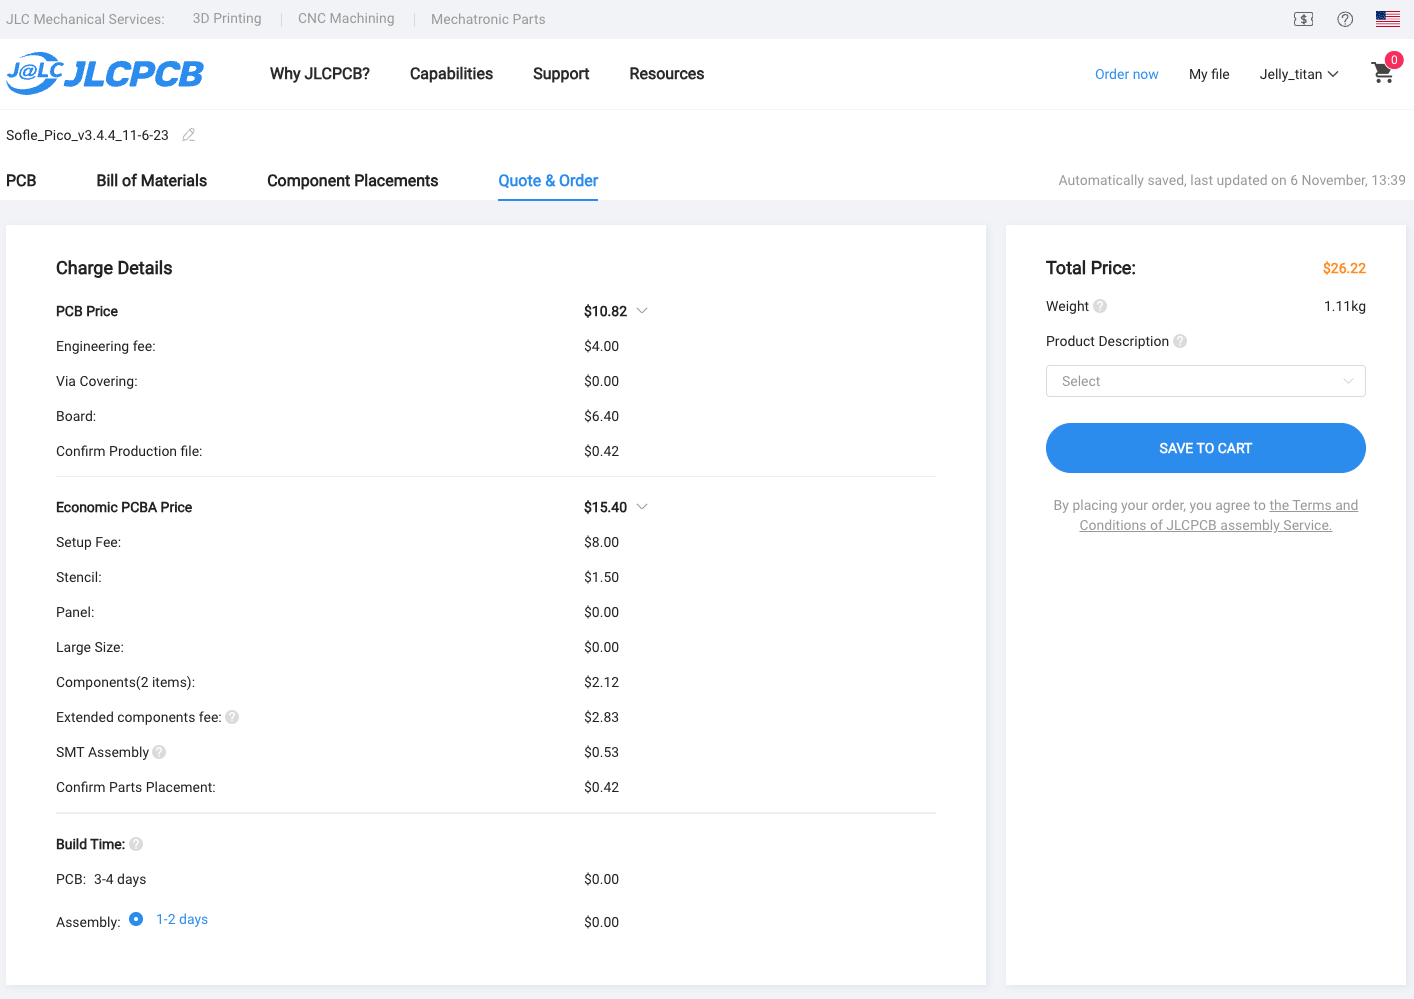 JLC Mechanical Services: 3D Printing CNC Machining Mechatronic Parts
J@LC JLCPCB Why JLCPCB? Capabilities Support Resources Order now My file Jelly_titan 0
Sofle_Pico_v3.4.4_11-6-23
PCB Bill of Materials Component Placements Quote & Order Automatically saved, last updated on 6 November, 13:39
Charge Details
PCB Price $10.82
Engineering fee: $4.00
Via Covering: $0.00
Board: $6.40
Confirm Production file: $0.42
Economic PCBA Price $15.40
Setup Fee: $8.00
Stencil: $1.50
Panel: $0.00
Large Size: $0.00
Components(2 items): $2.12
Extended components fee: ? $2.83
SMT Assembly ? $0.53
Confirm Parts Placement: $0.42
Build Time: ?
PCB: 3-4 days $0.00
Assembly: 1-2 days $0.00
Total Price: $26.22
Weight ? 1.11kg
Product Description ?
Select
SAVE TO CART
By placing your order, you agree to the Terms and
Conditions of JLCPCB assembly Service.